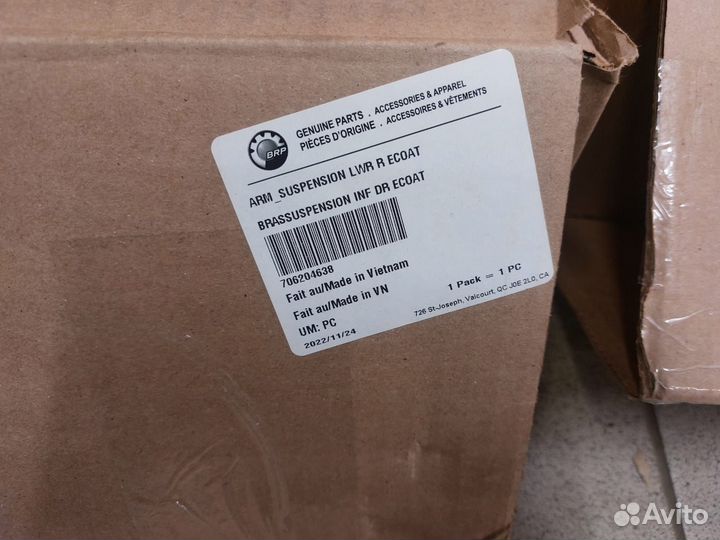 BRP
GENUINE PARTS . ACCESSORIES & APPAREL
PIÈCES D'ORIGINE . ACCESSOIRES & VÊTEMENTS
ARM_SUSPENSION LWR R ECOAT
BRASSUSPENSION INF DR ECOAT
706204638
Fait au/Made in Vietnam
Fait au/Made in VN
UM: PC
2022/11/24
1 Pack = 1 PC
726 St-Joseph, Valcourt, QC J0E 2L0, CA
Avito